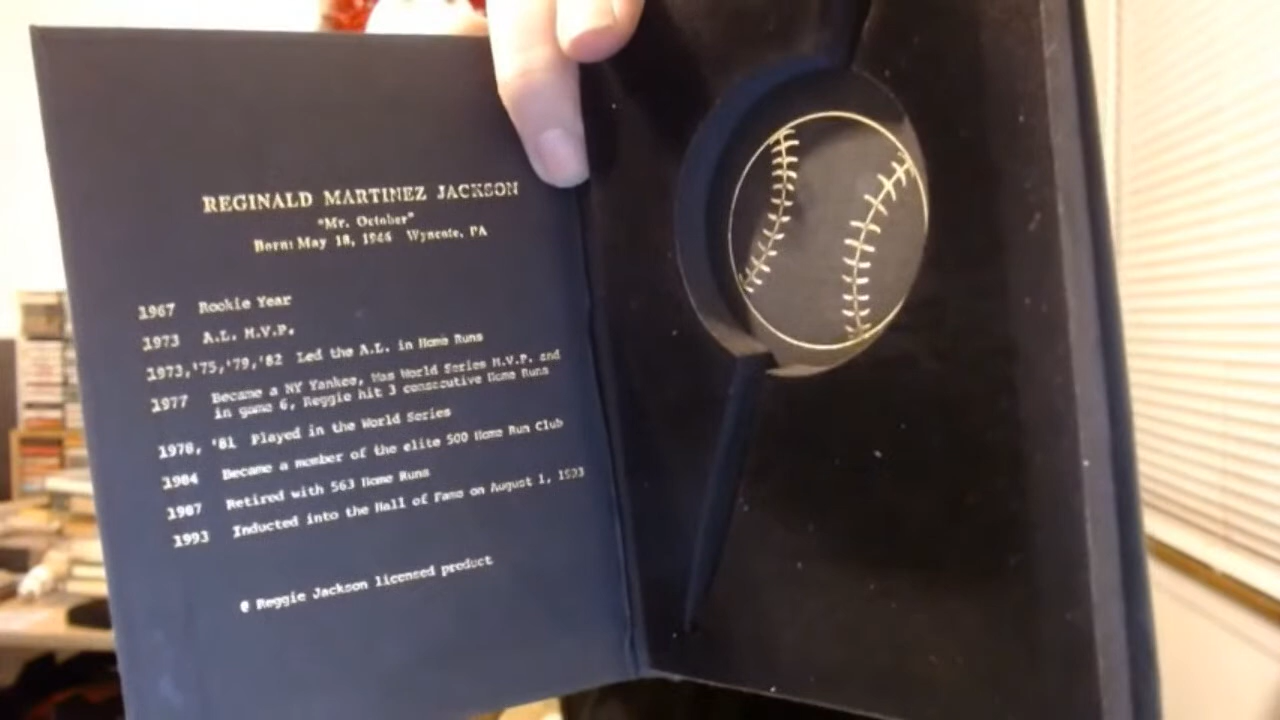 REGINALD MARTINEZ JACKSON
"Mr. October"
Born: May 18, 1946 Wyncote, PA
1967 Rookie Year
1973 A.L. M.V.P.
1973,'75,'79,'82 Led the A.L. in Home Runs
1977 Became a NY Yankee, Was World Series M.V.P. and
in game 6, Reggie hit 3 consecutive Home Runs
1978, '81 Played in the World Series
1984 Became a member of the elite 500 Home Run Club
1987 Retired with 563 Home Runs
1993 Inducted into the Hall of Fame on August 1, 1993
© Reggie Jackson licensed product